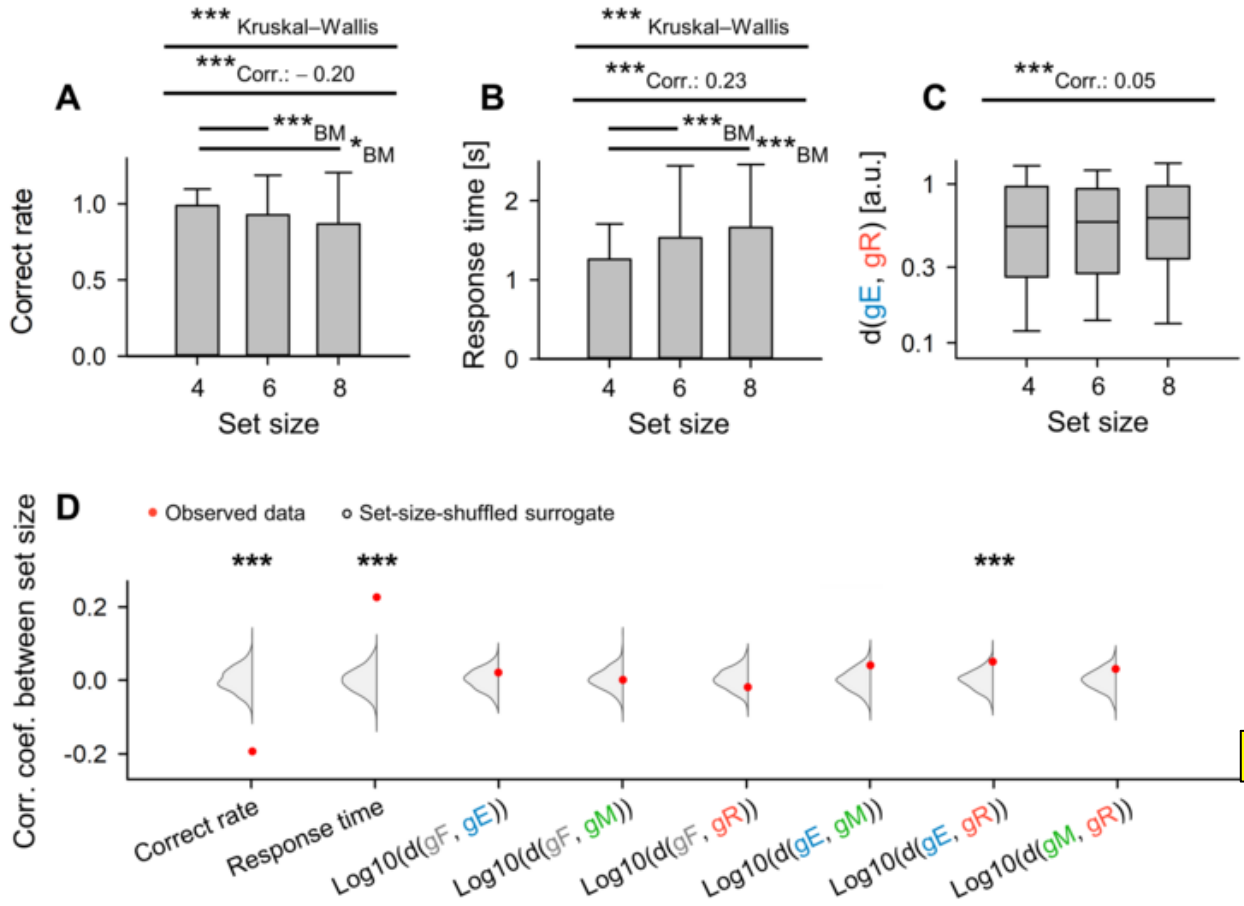 A
*** Kruskal–Wallis
***Corr.: – 0.20
***BM
*BM
Correct rate
1.0
0.5
0.0
4 6 8
Set size
B
*** Kruskal–Wallis
***Corr.: 0.23
***BM
***BM
Response time [s]
2
1
0
4 6 8
Set size
C
***Corr.: 0.05
d(gE, gR) [a.u.]
1
0.3
0.1
4 6 8
Set size
D
Observed data Set-size-shuffled surrogate
*** *** ***
Corr. coef. between set size
0.2
0.0
-0.2
Correct rate
Response time
Log10(d(gF, gE))
Log10(d(gF, gM))
Log10(d(gF, gR))
Log10(d(gE, gM))
Log10(d(gE, gR))
Log10(d(gM, gR))